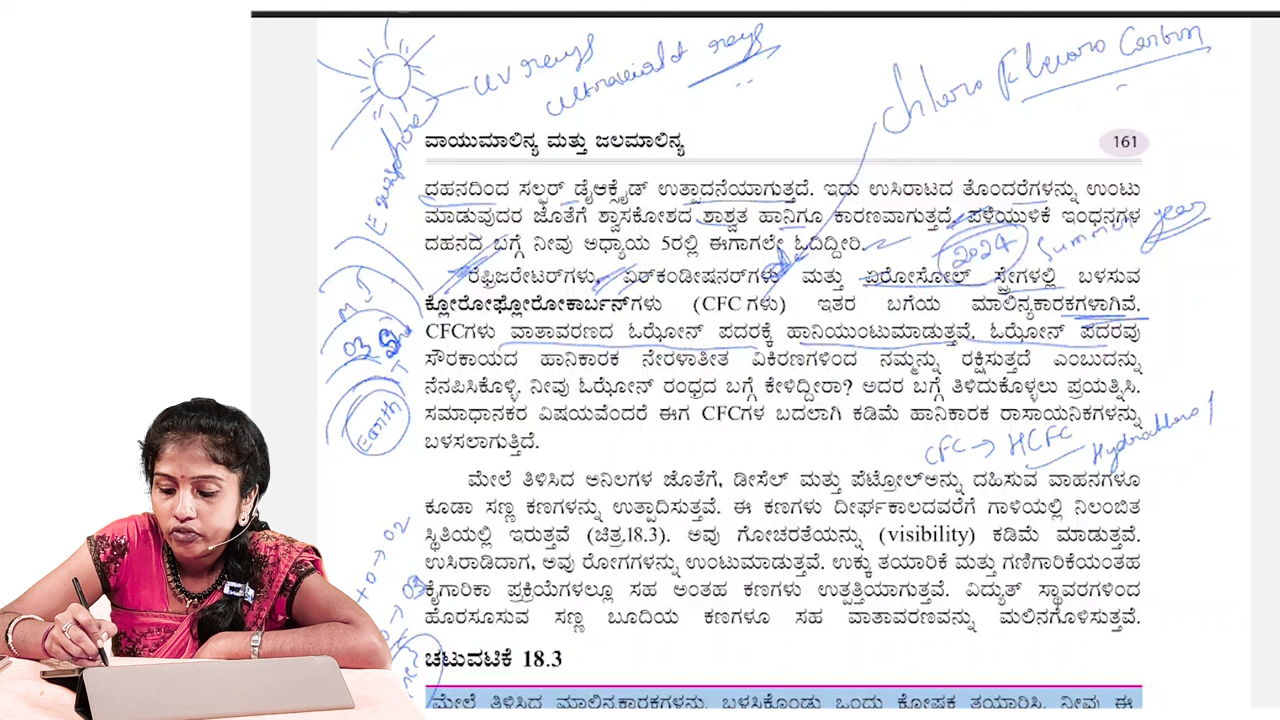 UV rays
ultraviolet rays
Chloro Fluoro Carbon
ವಾಯುಮಾಲಿನ್ಯ ಮತ್ತು ಜಲಮಾಲಿನ್ಯ 161
ದಹನದಿಂದ ಸಲ್ಫರ್ ಡೈಆಕ್ಸೈಡ್ ಉತ್ಪಾದನೆಯಾಗುತ್ತದೆ. ಇದು ಉಸಿರಾಟದ ತೊಂದರೆಗಳನ್ನು ಉಂಟು
ಮಾಡುವುದರ ಜೊತೆಗೆ ಶ್ವಾಸಕೋಶದ ಶಾಶ್ವತ ಹಾನಿಗೂ ಕಾರಣವಾಗುತ್ತದೆ. ಪಳೆಯುಳಿಕೆ ಇಂಧನಗಳ
ದಹನದ ಬಗ್ಗೆ ನೀವು ಅಧ್ಯಾಯ 5ರಲ್ಲಿ ಈಗಾಗಲೇ ಓದಿದ್ದೀರಿ.
2024 Summer year
ರೆಫ್ರಿಜರೇಟರ್‌ಗಳು, ಏರ್‌ಕಂಡೀಷನರ್‌ಗಳು ಮತ್ತು ಏರೋಸೋಲ್ ಸ್ಪ್ರೇಗಳಲ್ಲಿ ಬಳಸುವ
ಕ್ಲೋರೋಫ್ಲೋರೋಕಾರ್ಬನ್‌ಗಳು (CFC ಗಳು) ಇತರ ಬಗೆಯ ಮಾಲಿನ್ಯಕಾರಕಗಳಾಗಿವೆ.
CFCಗಳು ವಾತಾವರಣದ ಓಝೋನ್ ಪದರಕ್ಕೆ ಹಾನಿಯುಂಟುಮಾಡುತ್ತವೆ. ಓಝೋನ್ ಪದರವು
ಸೌರಕಾಯದ ಹಾನಿಕಾರಕ ನೇರಳಾತೀತ ವಿಕಿರಣಗಳಿಂದ ನಮ್ಮನ್ನು ರಕ್ಷಿಸುತ್ತದೆ ಎಂಬುದನ್ನು
ನೆನಪಿಸಿಕೊಳ್ಳಿ. ನೀವು ಓಝೋನ್ ರಂಧ್ರದ ಬಗ್ಗೆ ಕೇಳಿದ್ದೀರಾ? ಅದರ ಬಗ್ಗೆ ತಿಳಿದುಕೊಳ್ಳಲು ಪ್ರಯತ್ನಿಸಿ.
ಸಮಾಧಾನಕರ ವಿಷಯವೆಂದರೆ ಈಗ CFCಗಳ ಬದಲಾಗಿ ಕಡಿಮೆ ಹಾನಿಕಾರಕ ರಾಸಾಯನಿಕಗಳನ್ನು
ಬಳಸಲಾಗುತ್ತಿದೆ.
Earth
CFC → HCFC
ಮೇಲೆ ತಿಳಿಸಿದ ಅನಿಲಗಳ ಜೊತೆಗೆ, ಡೀಸೆಲ್ ಮತ್ತು ಪೆಟ್ರೋಲ್‌ಅನ್ನು ದಹಿಸುವ ವಾಹನಗಳೂ
ಕೂಡಾ ಸಣ್ಣ ಕಣಗಳನ್ನು ಉತ್ಪಾದಿಸುತ್ತವೆ. ಈ ಕಣಗಳು ದೀರ್ಘಕಾಲದವರೆಗೆ ಗಾಳಿಯಲ್ಲಿ ನಿಲಂಬಿತ
ಸ್ಥಿತಿಯಲ್ಲಿ ಇರುತ್ತವೆ (ಚಿತ್ರ.18.3). ಅವು ಗೋಚರತೆಯನ್ನು (visibility) ಕಡಿಮೆ ಮಾಡುತ್ತವೆ.
ಉಸಿರಾಡಿದಾಗ, ಅವು ರೋಗಗಳನ್ನು ಉಂಟುಮಾಡುತ್ತವೆ. ಉಕ್ಕು ತಯಾರಿಕೆ ಮತ್ತು ಗಣಿಗಾರಿಕೆಯಂತಹ
ಕೈಗಾರಿಕಾ ಪ್ರಕ್ರಿಯೆಗಳಲ್ಲೂ ಸಹ ಅಂತಹ ಕಣಗಳು ಉತ್ಪತ್ತಿಯಾಗುತ್ತವೆ. ವಿದ್ಯುತ್ ಸ್ಥಾವರಗಳಿಂದ
ಹೊರಸೂಸುವ ಸಣ್ಣ ಬೂದಿಯ ಕಣಗಳೂ ಸಹ ವಾತಾವರಣವನ್ನು ಮಲಿನಗೊಳಿಸುತ್ತವೆ.
ಚಟುವಟಿಕೆ 18.3
ಮೇಲೆ ತಿಳಿಸಿದ ಮಾಲಿನ್ಯಕಾರಕಗಳನ್ನು ಬಳಸಿಕೊಂಡು ಒಂದು ಕೋಷ್ಟಕ ತಯಾರಿಸಿ. ನೀವು ಈ